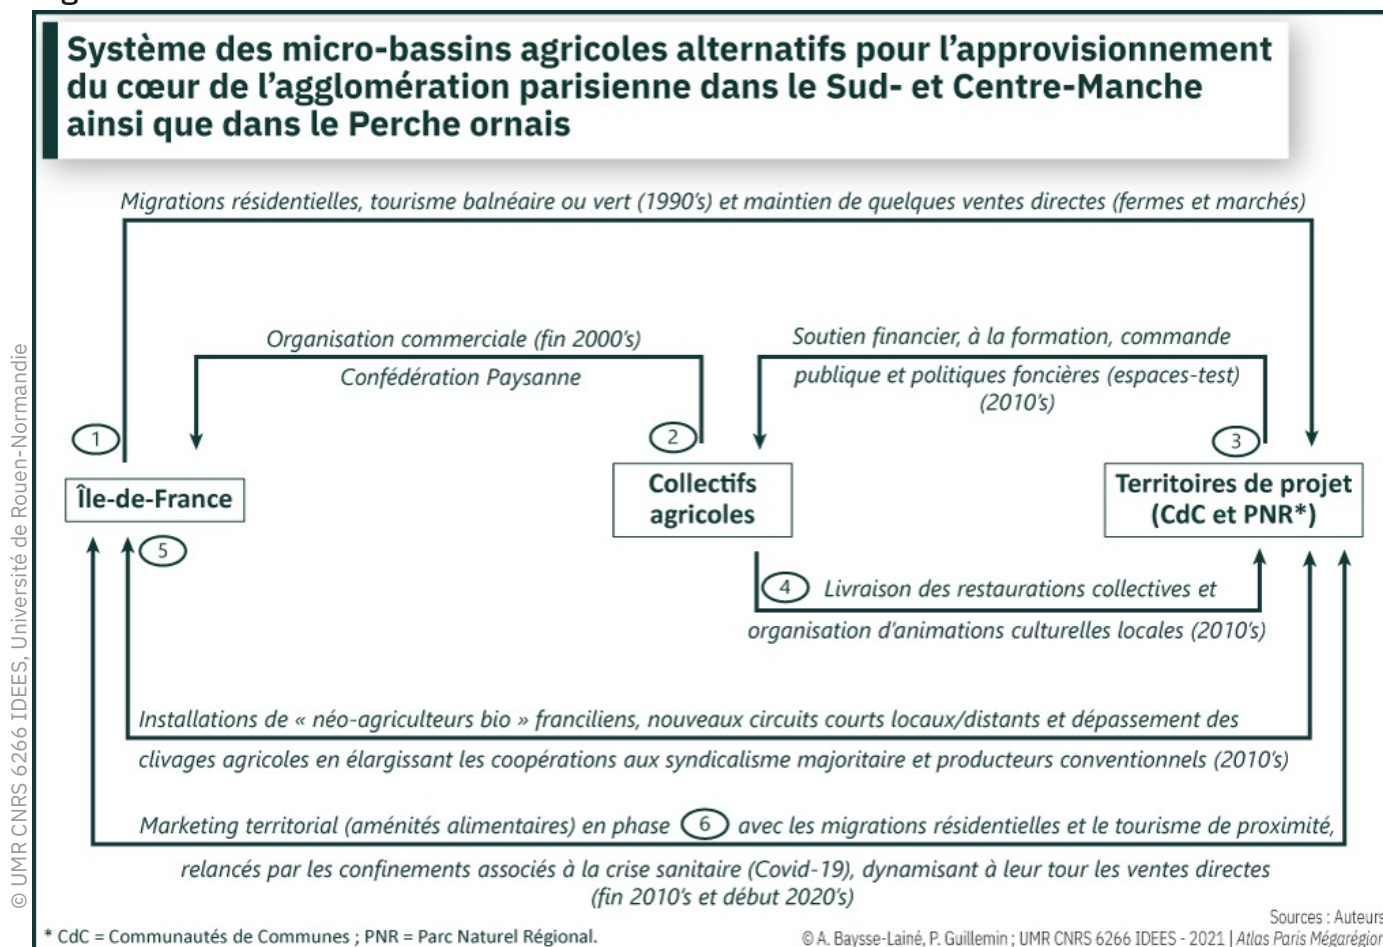 Système des micro-bassins agricoles alternatifs pour l'approvisionnement
du cœur de l'agglomération parisienne dans le Sud- et Centre-Manche
ainsi que dans le Perche ornais
Migrations résidentielles, tourisme balnéaire ou vert (1990's) et maintien de quelques ventes directes (fermes et marchés)
Organisation commerciale (fin 2000's)
Confédération Paysanne
Soutien financier, à la formation, commande
publique et politiques foncières (espaces-test)
(2010's)
1
2
3
Île-de-France
Collectifs
agricoles
Territoires de projet
(CdC et PNR*)
5
4 Livraison des restaurations collectives et
organisation d'animations culturelles locales (2010's)
Installations de « néo-agriculteurs bio » franciliens, nouveaux circuits courts locaux/distants et dépassement des
clivages agricoles en élargissant les coopérations aux syndicalisme majoritaire et producteurs conventionnels (2010's)
Marketing territorial (aménités alimentaires) en phase 6 avec les migrations résidentielles et le tourisme de proximité,
relancés par les confinements associés à la crise sanitaire (Covid-19), dynamisant à leur tour les ventes directes
(fin 2010's et début 2020's)
* CdC = Communautés de Communes ; PNR = Parc Naturel Régional.
Sources : Auteurs
© A. Baysse-Lainé, P. Guillemin ; UMR CNRS 6266 IDEES - 2021 | Atlas Paris Mégarégion
© UMR CNRS 6266 IDEES, Université de Rouen-Normandie